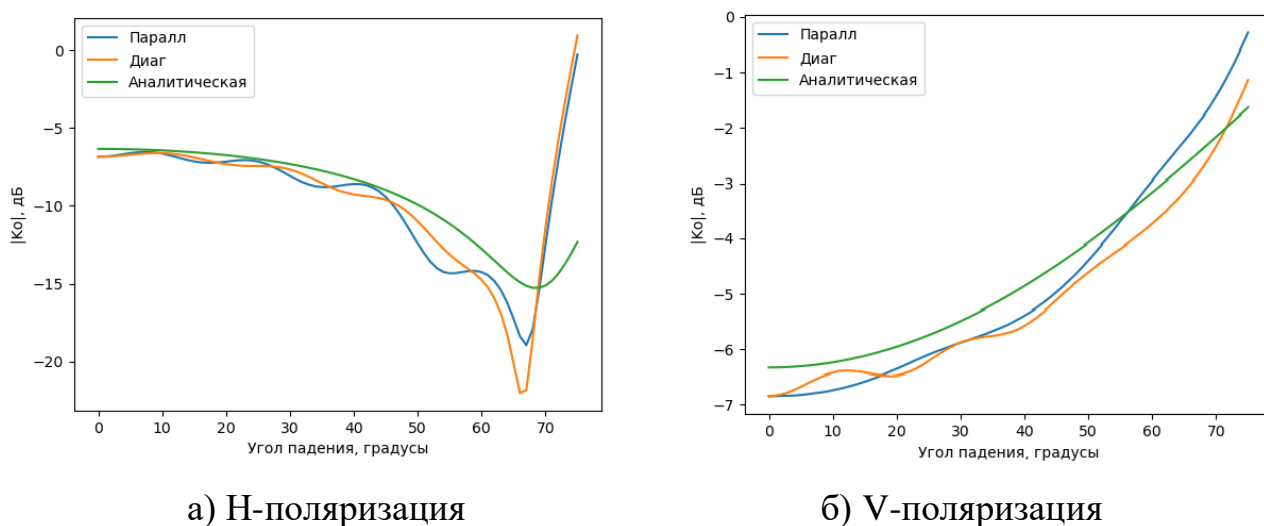 Паралл
Диаг
Аналитическая
0
−5
−10
−15
−20
|Ko|, дБ
0 10 20 30 40 50 60 70
Угол падения, градусы
а) H-поляризация
Паралл
Диаг
Аналитическая
0
−1
−2
−3
−4
−5
−6
−7
|Ko|, дБ
0 10 20 30 40 50 60 70
Угол падения, градусы
б) V-поляризация